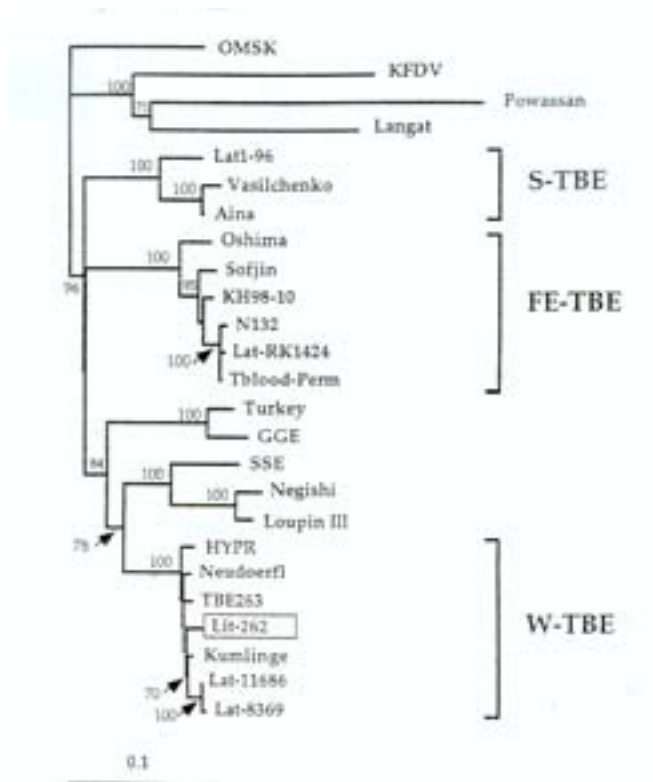 OMSK
100
KFDV
71
Powassan
Langat
Lat1-96
100
S-TBE
100
Vasilchenko
Aina
Oshima
100
Sofjin
96
KH98-10
FE-TBE
N132
100
Lat-RK1424
Tblood-Perm
Turkey
100
GGE
84
SSE
100
100
Negishi
Loupin III
78
HYPR
100
Neudoerfl
TBE263
Lit-262
W-TBE
Kumlinge
70
Lat-11686
100
Lat-8369
0.1